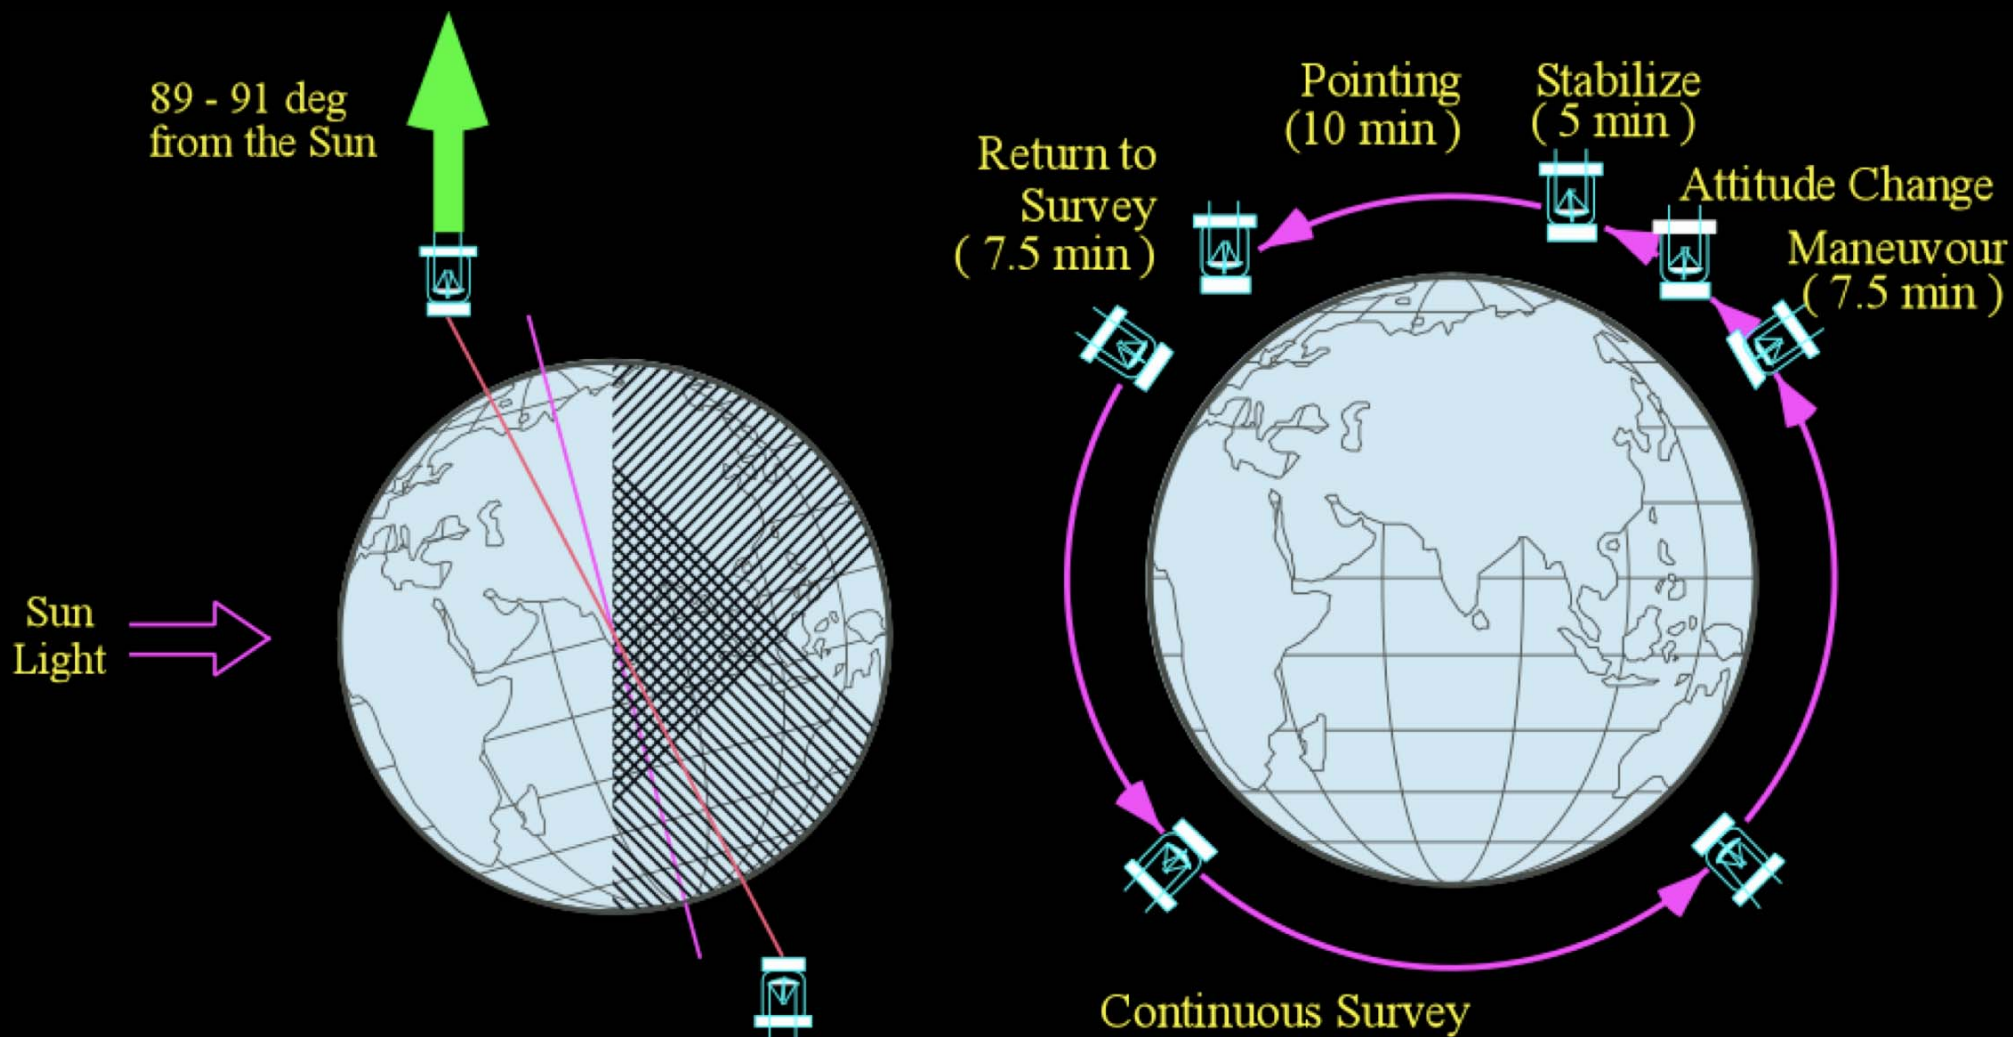 89 - 91 deg
from the Sun
Sun
Light
Pointing
(10 min )
Stabilize
( 5 min )
Return to
Survey
( 7.5 min )
Attitude Change
Maneuvour
( 7.5 min )
Continuous Survey